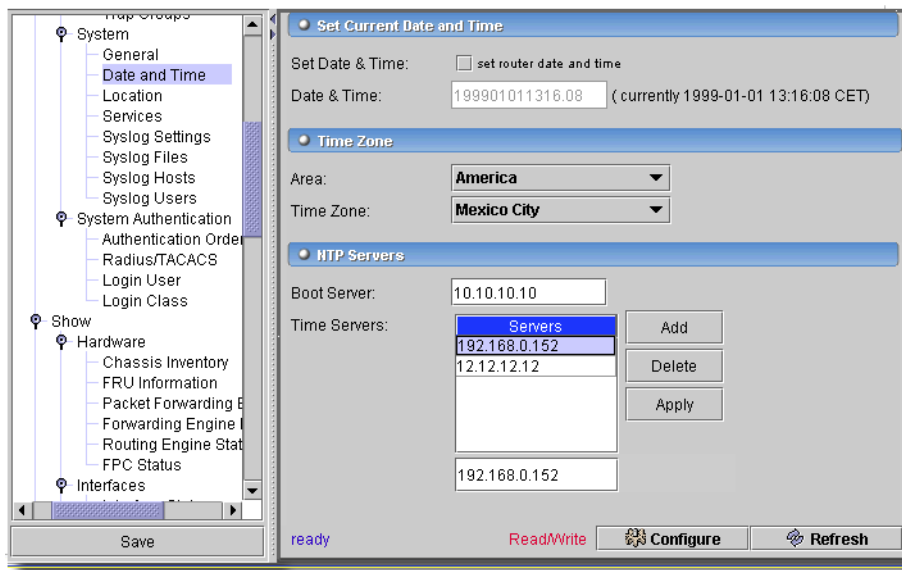 Trap Groups
System
General
Date and Time
Location
Services
Syslog Settings
Syslog Files
Syslog Hosts
Syslog Users
System Authentication
Authentication Order
Radius/TACACS
Login User
Login Class
Show
Hardware
Chassis Inventory
FRU Information
Packet Forwarding E
Forwarding Engine
Routing Engine Stat
FPC Status
Interfaces
Save
Set Current Date and Time
Set Date & Time: set router date and time
Date & Time: 199901011316.08 ( currently 1999-01-01 13:16:08 CET)
Time Zone
Area: America
Time Zone: Mexico City
NTP Servers
Boot Server: 10.10.10.10
Time Servers: Servers Add
192.168.0.152
12.12.12.12 Delete
Apply
192.168.0.152
ready Read/Write Configure Refresh